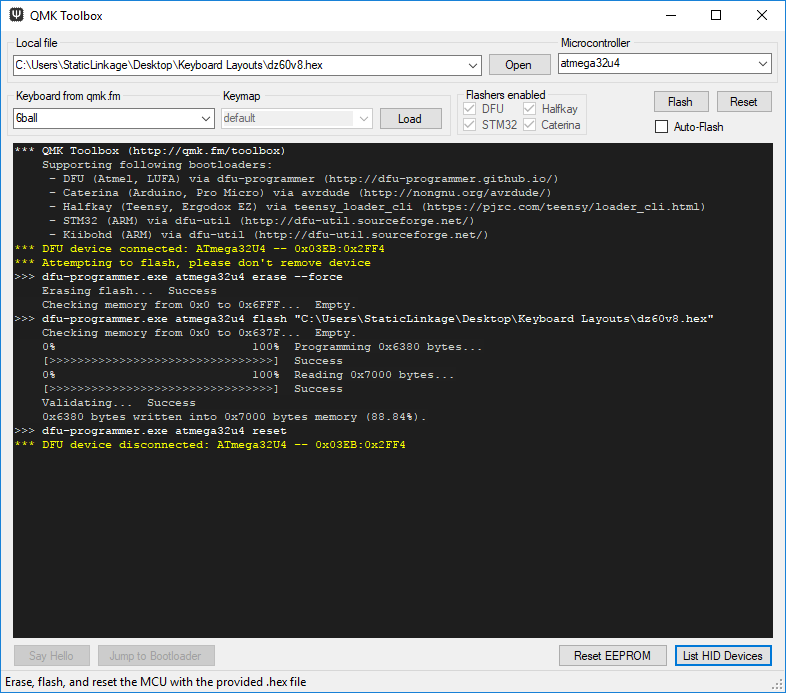 QMK Toolbox
Local file
Microcontroller
C:\Users\StaticLinkage\Desktop\Keyboard Layouts\dz60v8.hex
Open
atmega32u4
Keyboard from qmk.fm
Keymap
Flashers enabled
6ball
default
Load
DFU
Halfkay
STM32
Caterina
Flash
Reset
Auto-Flash
*** QMK Toolbox (http://qmk.fm/toolbox)
Supporting following bootloaders:
- DFU (Atmel, LUFA) via dfu-programmer (http://dfu-programmer.github.io/)
- Caterina (Arduino, Pro Micro) via avrdude (http://nongnu.org/avrdude/)
- Halfkay (Teensy, Ergodox EZ) via teensy_loader_cli (https://pjrc.com/teensy/loader_cli.html)
- STM32 (ARM) via dfu-util (http://dfu-util.sourceforge.net/)
- Kiibohd (ARM) via dfu-util (http://dfu-util.sourceforge.net/)
*** DFU device connected: ATmega32U4 -- 0x03EB:0x2FF4
*** Attempting to flash, please don't remove device
>>> dfu-programmer.exe atmega32u4 erase --force
Erasing flash... Success
Checking memory from 0x0 to 0x6FFF... Empty.
>>> dfu-programmer.exe atmega32u4 flash "C:\Users\StaticLinkage\Desktop\Keyboard Layouts\dz60v8.hex"
Checking memory from 0x0 to 0x637F... Empty.
0% 100% Programming 0x6380 bytes...
[>>>>>>>>>>>>>>>>>>>>>>>>>>>>>>>>] Success
0% 100% Reading 0x7000 bytes...
[>>>>>>>>>>>>>>>>>>>>>>>>>>>>>>>>] Success
Validating... Success
0x6380 bytes written into 0x7000 bytes memory (88.84%).
>>> dfu-programmer.exe atmega32u4 reset
*** DFU device disconnected: ATmega32U4 -- 0x03EB:0x2FF4
Say Hello
Jump to Bootloader
Reset EEPROM
List HID Devices
Erase, flash, and reset the MCU with the provided .hex file